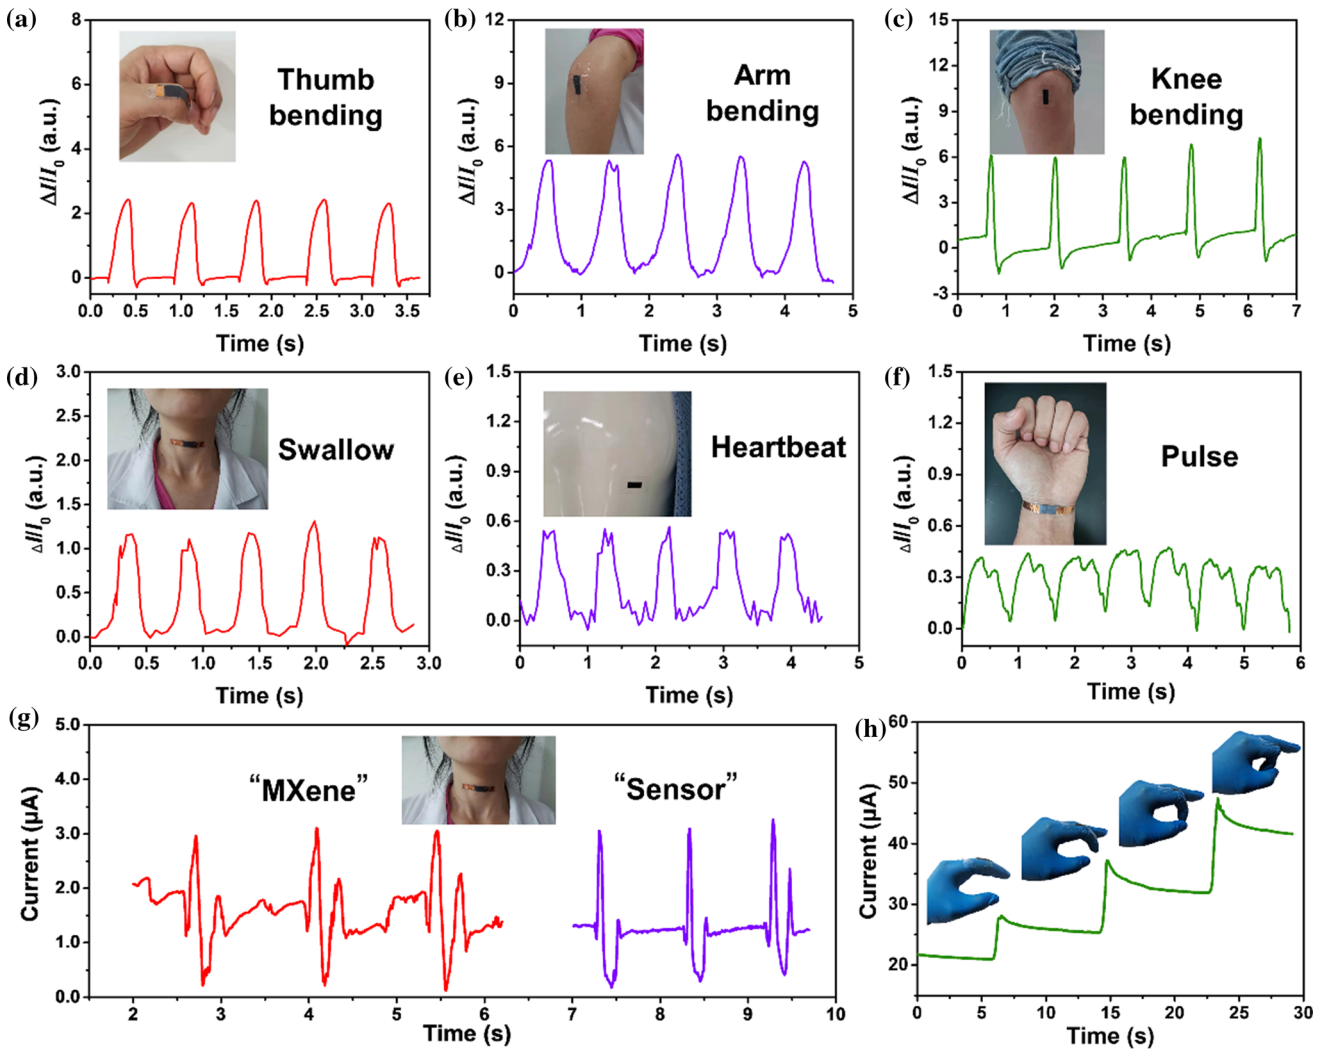 (a)
8
6
4
2
0
ΔI/I₀ (a.u.)
Thumb
bending
0.0 0.5 1.0 1.5 2.0 2.5 3.0 3.5
Time (s)
(b)
12
9
6
3
0
ΔI/I₀ (a.u.)
Arm
bending
0 1 2 3 4 5
Time (s)
(c)
15
12
9
6
3
0
-3
ΔI/I₀ (a.u.)
Knee
bending
0 1 2 3 4 5 6 7
Time (s)
(d)
3.0
2.5
2.0
1.5
1.0
0.5
0.0
ΔI/I₀ (a.u.)
Swallow
0.0 0.5 1.0 1.5 2.0 2.5 3.0
Time (s)
(e)
1.5
1.2
0.9
0.6
0.3
0.0
ΔI/I₀ (a.u.)
Heartbeat
0 1 2 3 4 5
Time (s)
(f)
1.5
1.2
0.9
0.6
0.3
0.0
ΔI/I₀ (a.u.)
Pulse
0 1 2 3 4 5 6
Time (s)
(g)
5.0
4.0
3.0
2.0
1.0
0.0
Current (μA)
“MXene” “Sensor”
2 3 4 5 6 7 8 9 10
Time (s)
(h)
60
50
40
30
20
Current (μA)
0 5 10 15 20 25 30
Time (s)